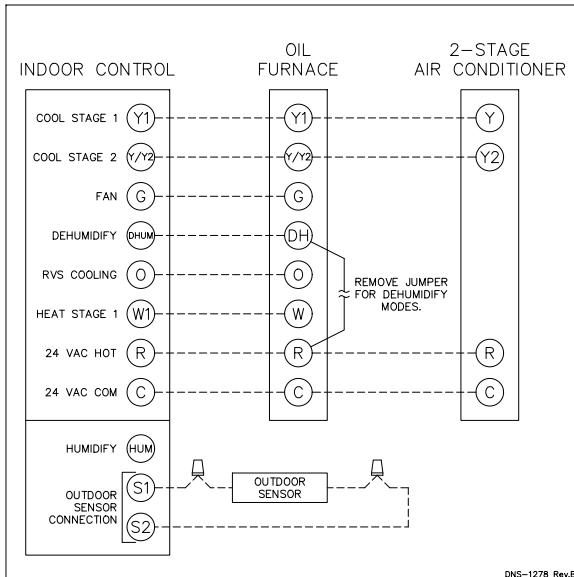 INDOOR CONTROL
OIL
FURNACE
2-STAGE
AIR CONDITIONER
COOL STAGE 1 Y1 Y1 Y
COOL STAGE 2 Y/Y2 Y/Y2 Y2
FAN G G
DEHUMIDIFY DHUM DH
RVS COOLING O O
REMOVE JUMPER
FOR DEHUMIDIFY
MODES.
HEAT STAGE 1 W1 W
24 VAC HOT R R R
24 VAC COM C C C
HUMIDIFY HUM
OUTDOOR
SENSOR
CONNECTION
S1
S2
OUTDOOR
SENSOR
DNS-1278 Rev.B